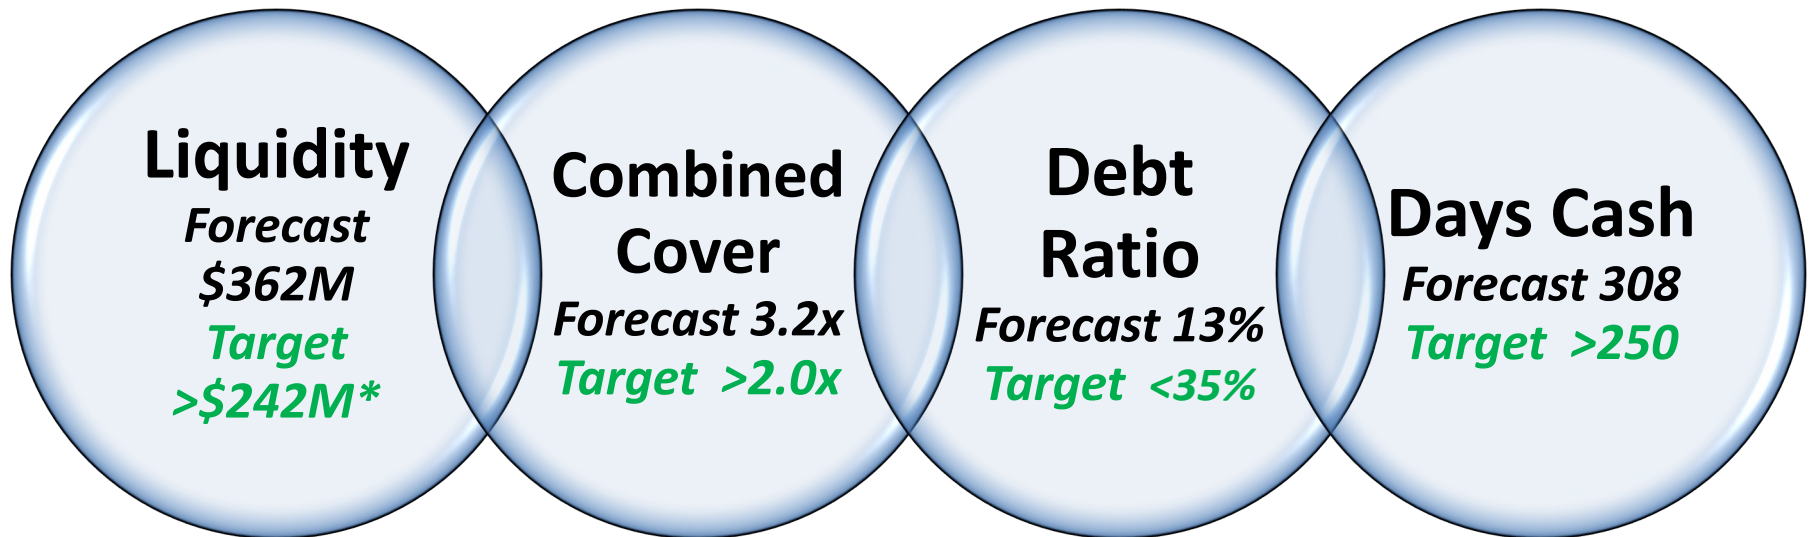 Liquidity
Forecast
$362M
Target
>$242M*
Combined
Cover
Forecast 3.2x
Target >2.0x
Debt
Ratio
Forecast 13%
Target <35%
Days Cash
Forecast 308
Target >250